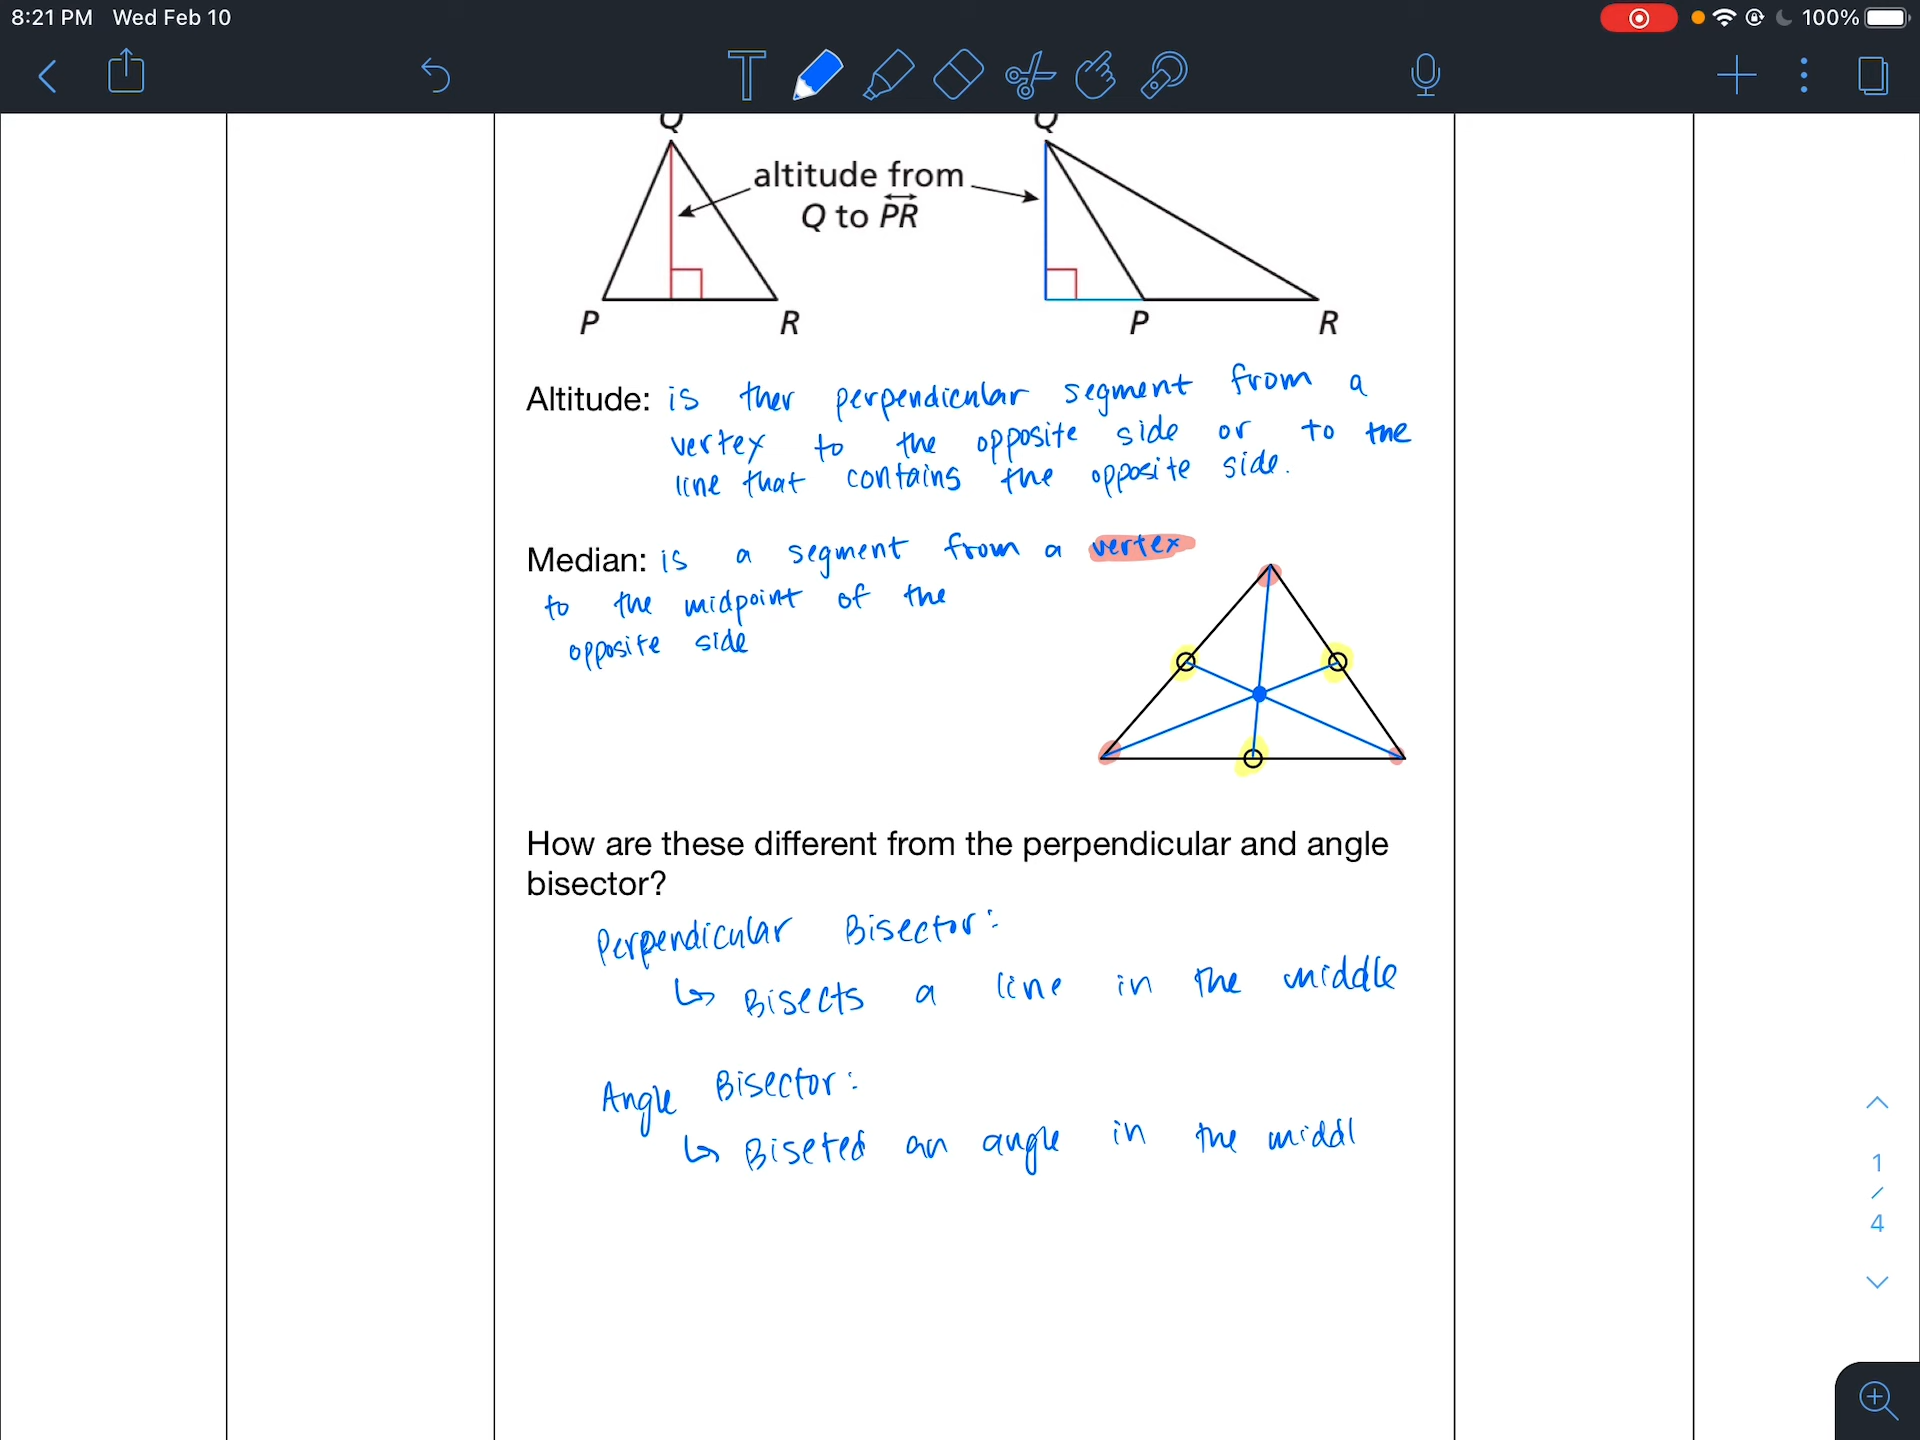 8:21 PM Wed Feb 10 100%
T
Q Q
altitude from
Q to PR
P R P R
Altitude: is ther perpendicular segment from a
vertex to the opposite side or to the
line that contains the opposite side.
Median: is a segment from a vertex
to the midpoint of the
opposite side
How are these different from the perpendicular and angle
bisector?
Perpendicular Bisector:
↳ Bisects a line in the middle
Angle Bisector:
↳ Biseted an angle in the middl
1
/
4